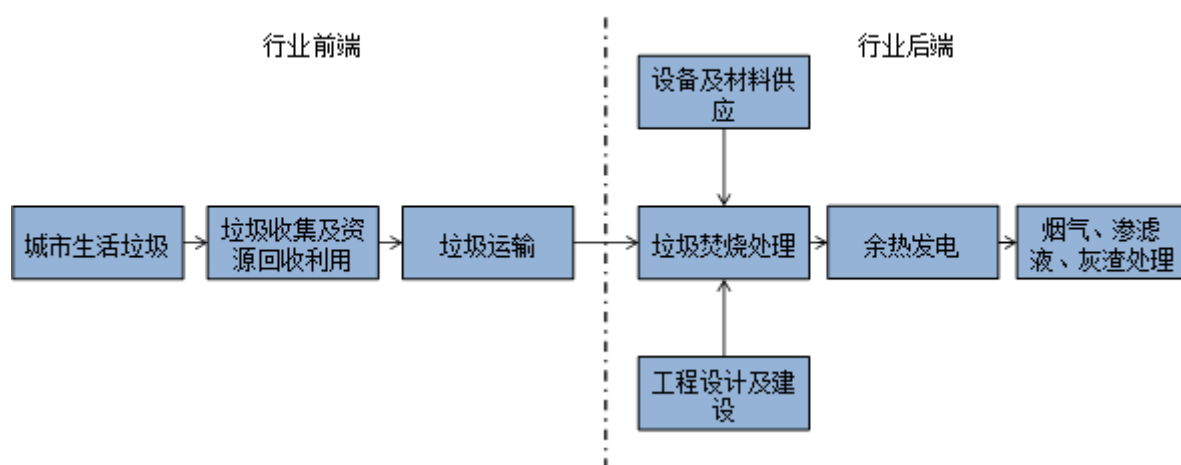 行业前端
行业后端
设备及材料供
应
城市生活垃圾
垃圾收集及资
源回收利用
垃圾运输
垃圾焚烧处理
余热发电
烟气、渗滤
液、灰渣处理
工程设计及建
设